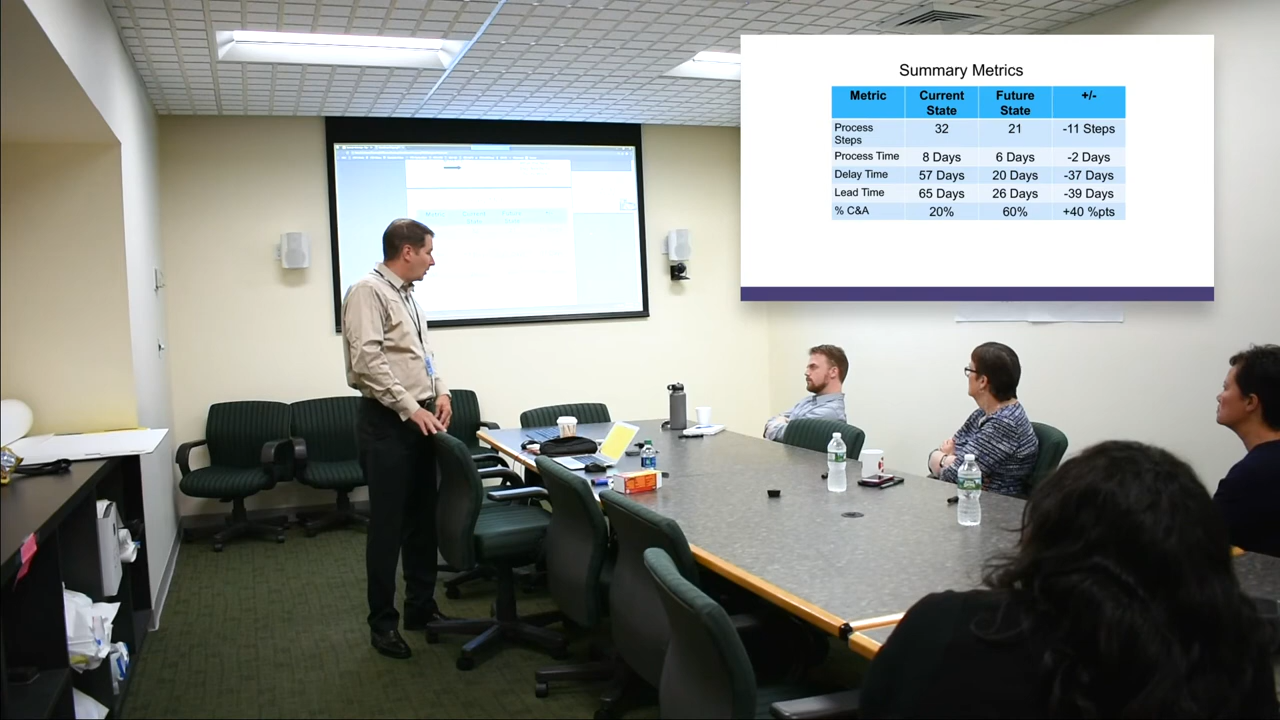 Summary Metrics
Metric Current State Future State +/-
Process Steps 32 21 -11 Steps
Process Time 8 Days 6 Days -2 Days
Delay Time 57 Days 20 Days -37 Days
Lead Time 65 Days 26 Days -39 Days
% C&A 20% 60% +40 %pts